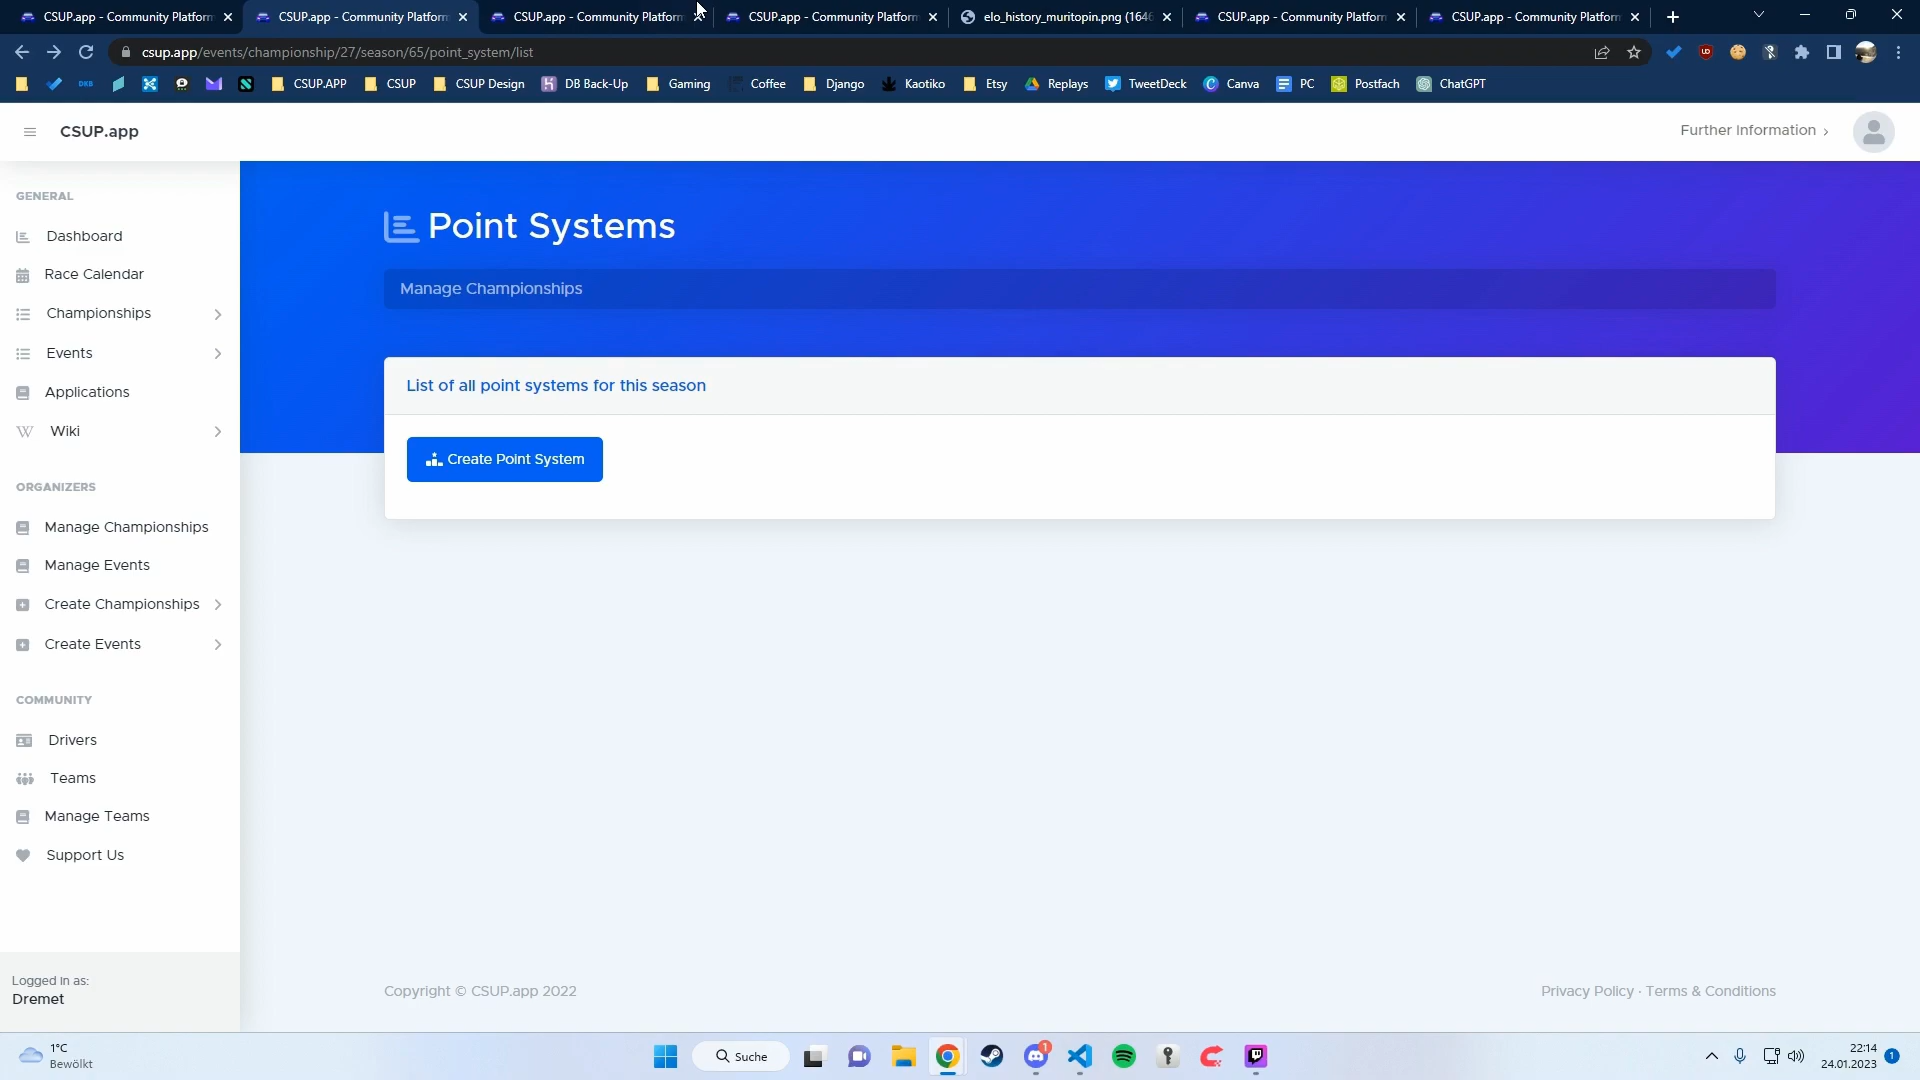 CSUP.app - Community Platform
CSUP.app - Community Platform
CSUP.app - Community Platform
CSUP.app - Community Platform
elo_history_muritopin.png (1646
CSUP.app - Community Platform
CSUP.app - Community Platform
csup.app/events/championship/27/season/65/point_system/list
DKB
CSUP.APP
CSUP
CSUP Design
DB Back-Up
Gaming
Coffee
Django
Kaotiko
Etsy
Replays
TweetDeck
Canva
PC
Postfach
ChatGPT
CSUP.app
Further Information
GENERAL
Dashboard
Race Calendar
Championships
Events
Applications
Wiki
ORGANIZERS
Manage Championships
Manage Events
Create Championships
Create Events
COMMUNITY
Drivers
Teams
Manage Teams
Support Us
Logged in as:
Dremet
Point Systems
Manage Championships
List of all point systems for this season
Create Point System
Copyright © CSUP.app 2022
Privacy Policy · Terms & Conditions
1°C
Bewölkt
Suche
1
22:14
24.01.2023
1